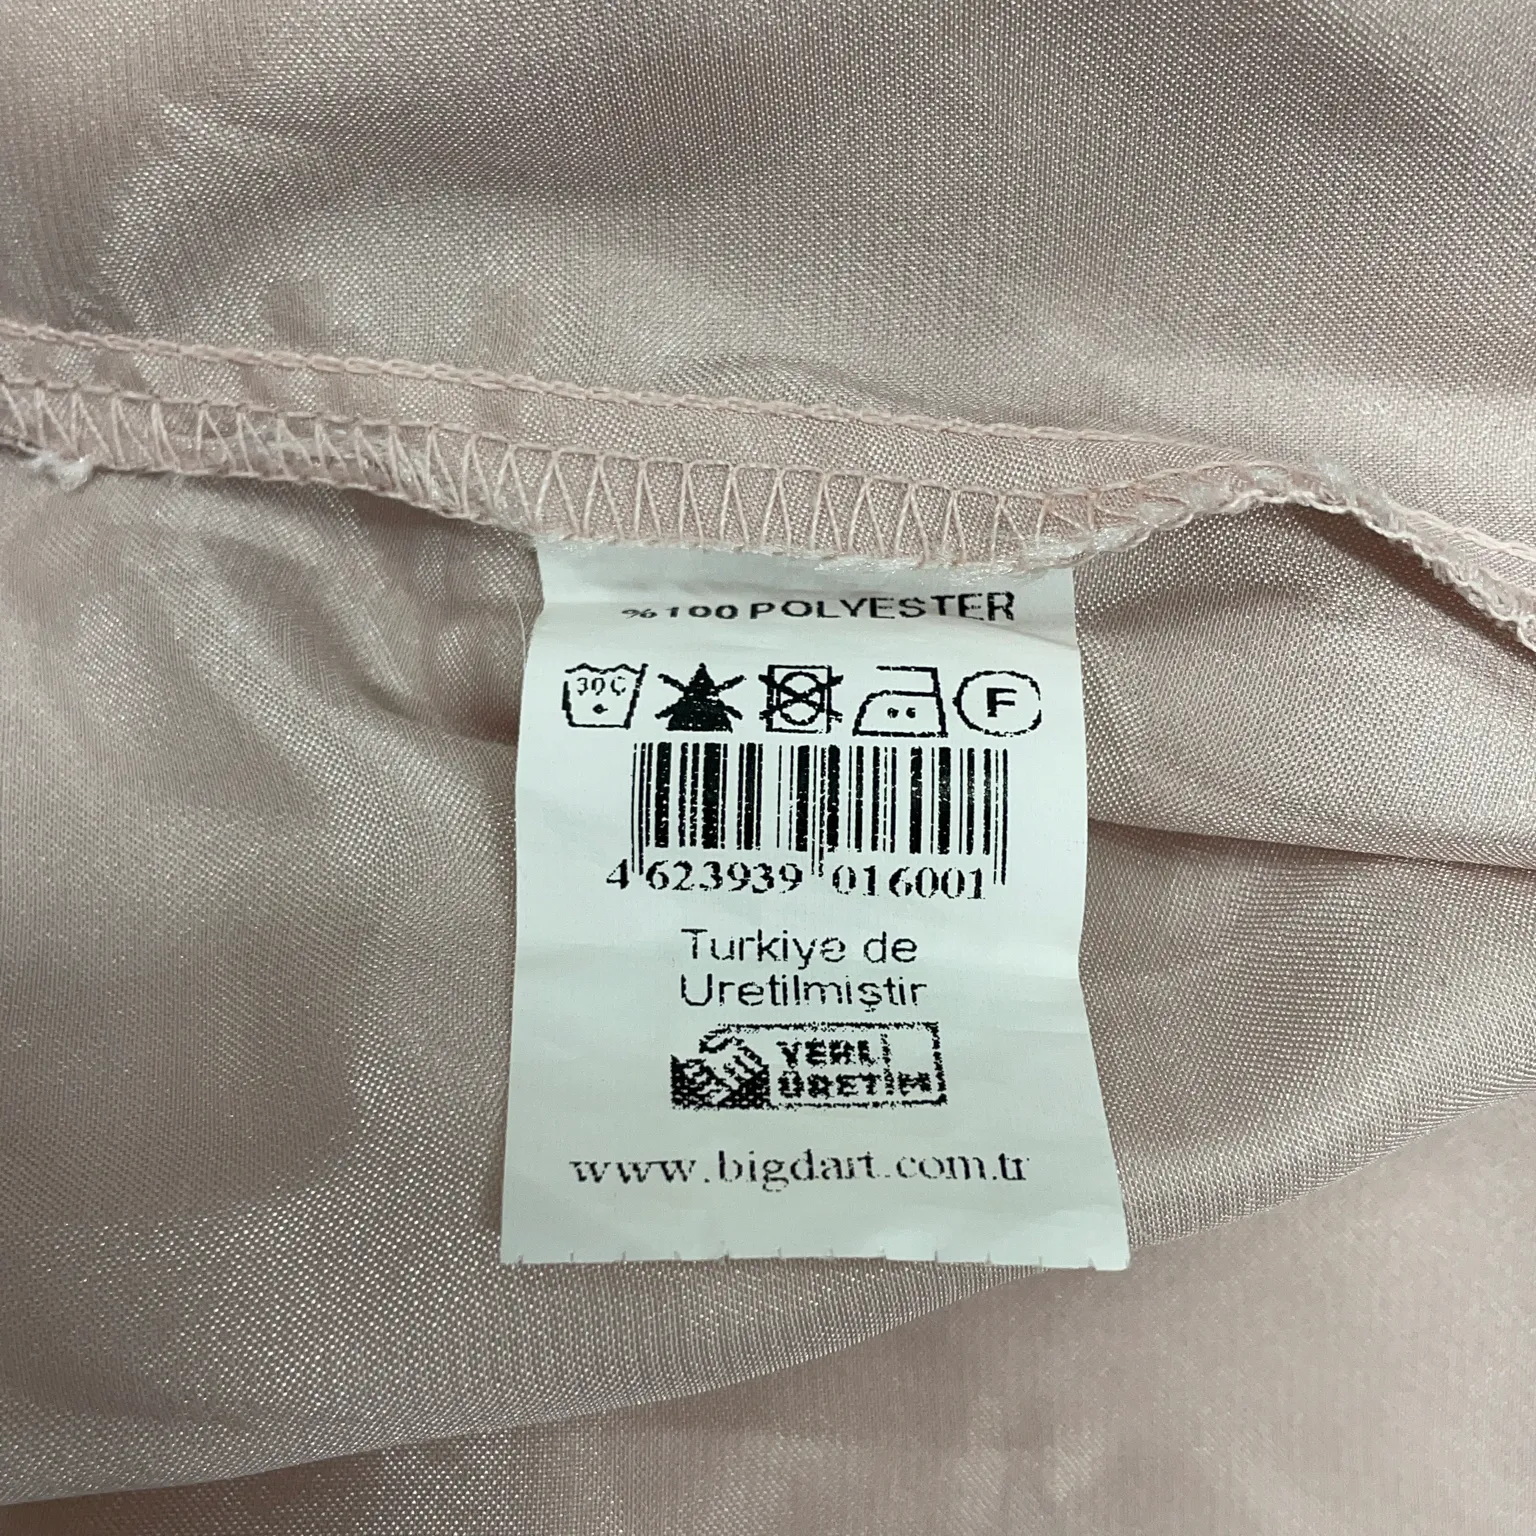 %100 POLYESTER
30C
F
4 623939 016001
Turkiye de
Uretilmiştir
YERLİ
ÜRETİM
www.bigdart.com.tr